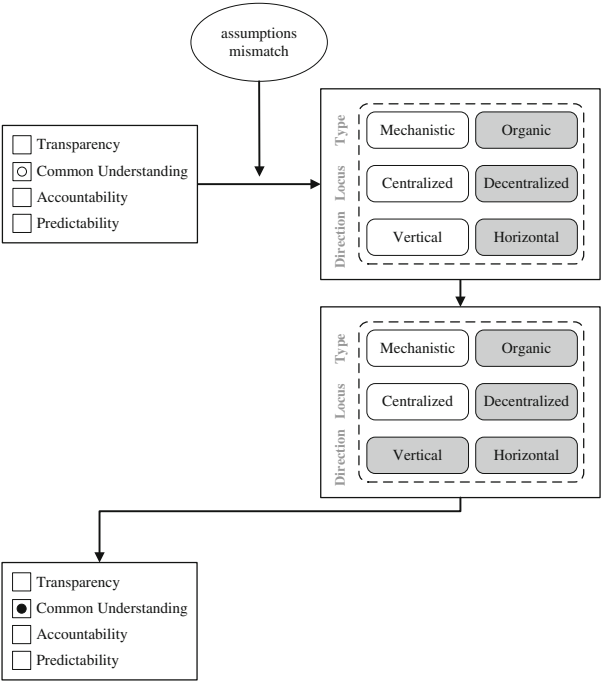 assumptions
mismatch
Transparency
Common Understanding
Accountability
Predictability
Type
Mechanistic
Organic
Locus
Centralized
Decentralized
Direction
Vertical
Horizontal
Type
Mechanistic
Organic
Locus
Centralized
Decentralized
Direction
Vertical
Horizontal
Transparency
Common Understanding
Accountability
Predictability